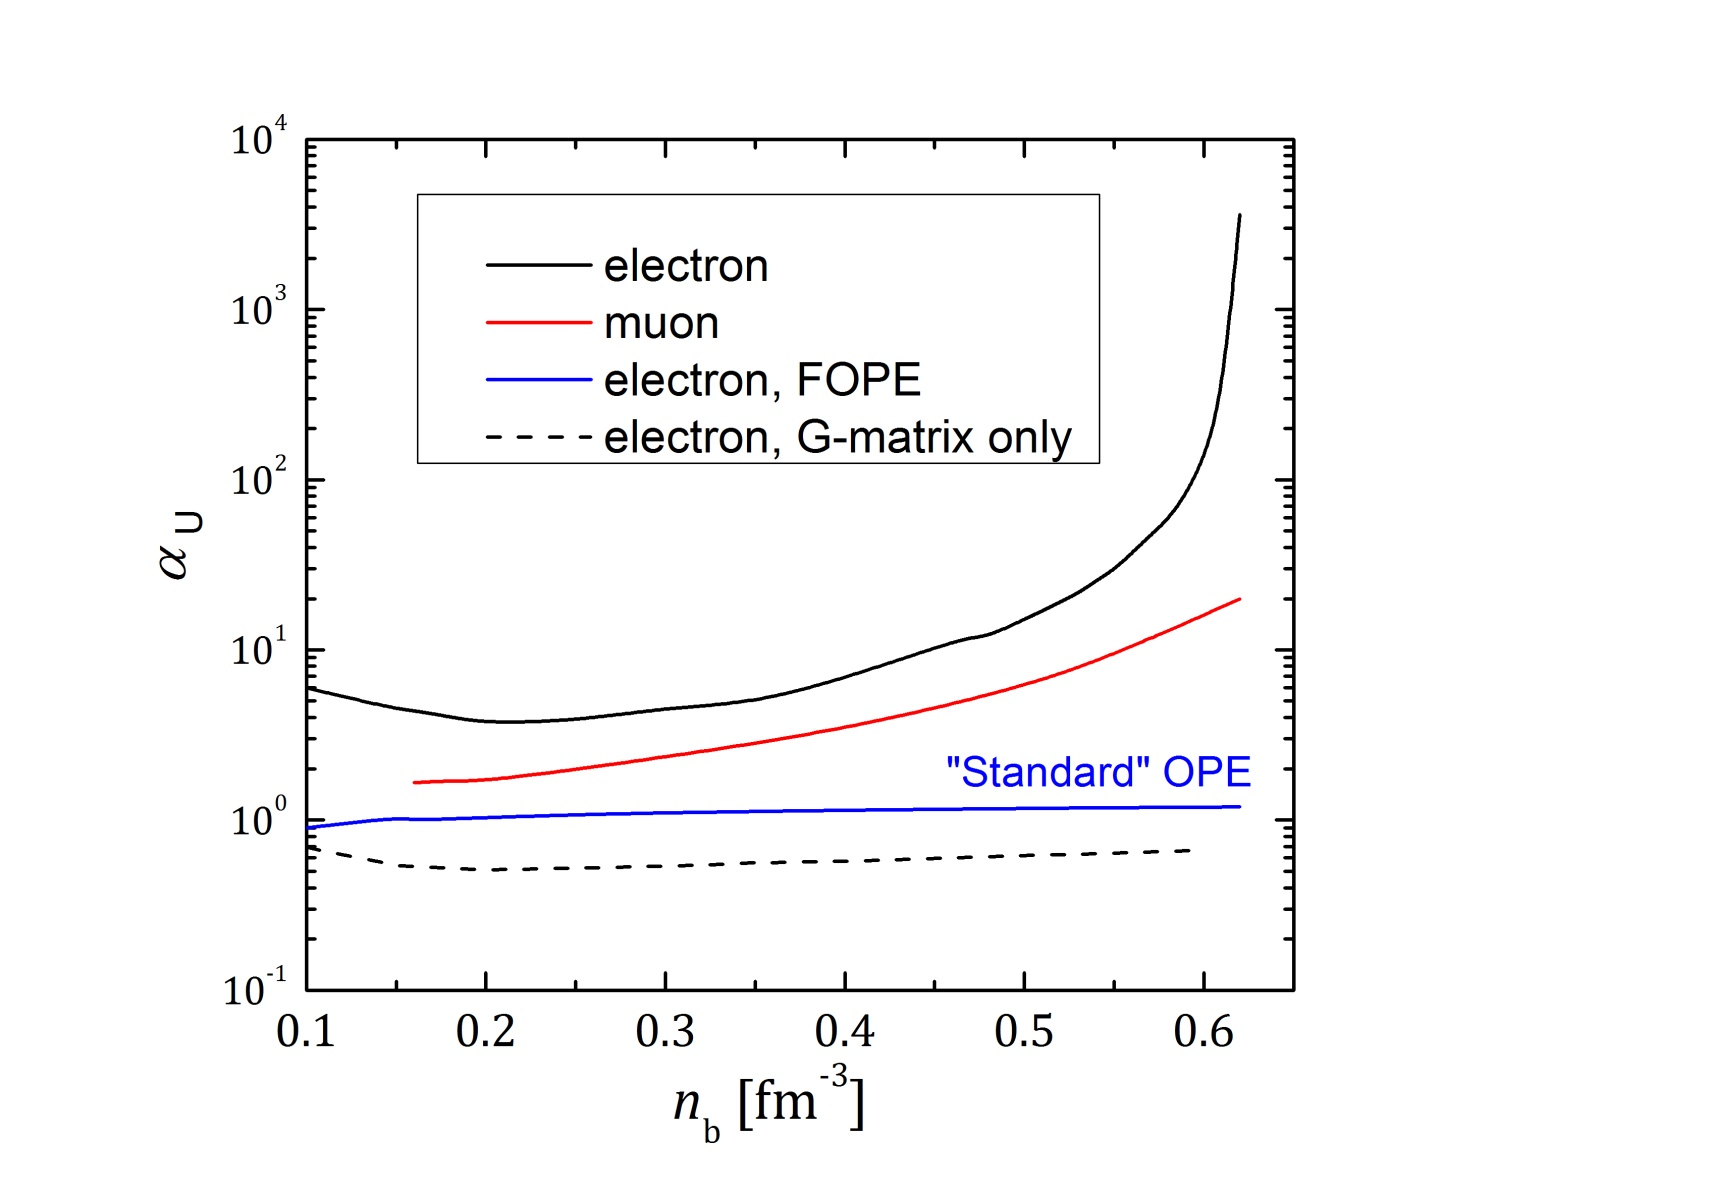 10^4
10^3
10^2
10^1
10^0
10^-1
α_U
electron
muon
electron, FOPE
electron, G-matrix only
"Standard" OPE
0.1 0.2 0.3 0.4 0.5 0.6
n_b [fm^-3]